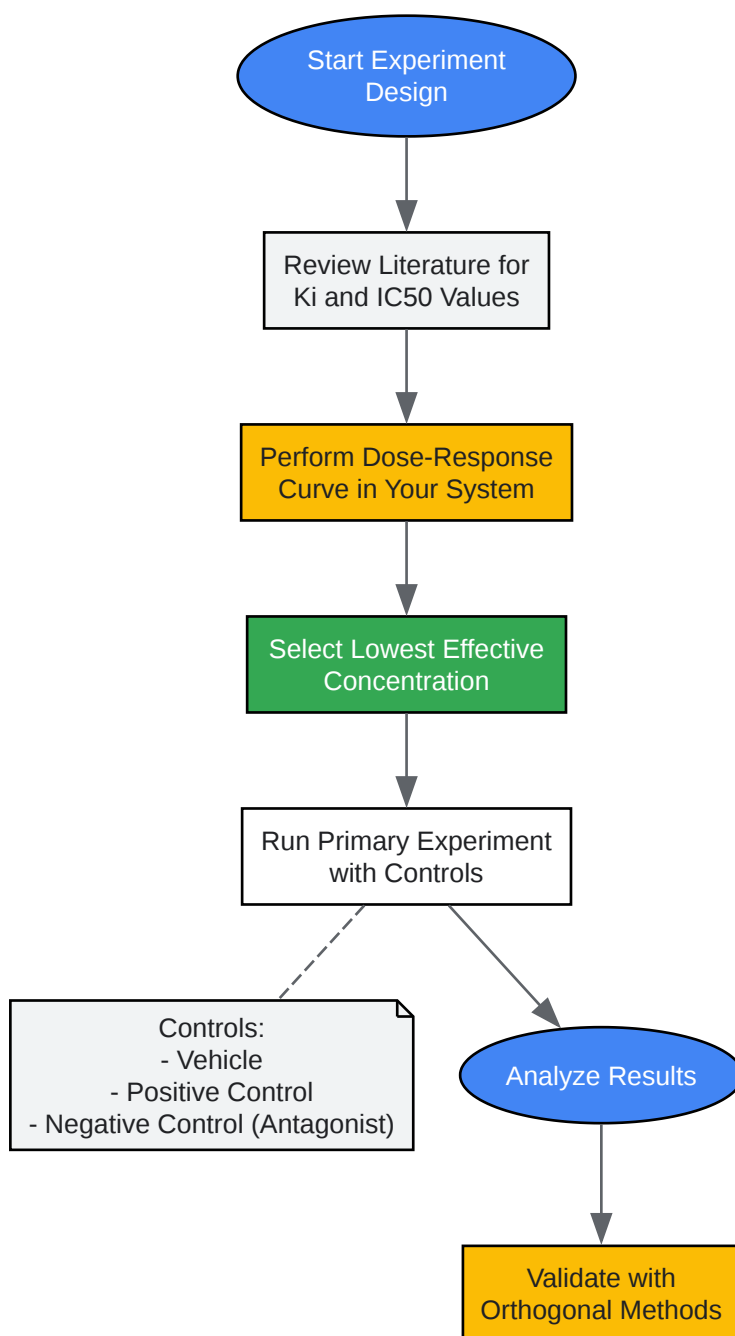 Start Experiment
Design
Review Literature for
Ki and IC50 Values
Perform Dose-Response
Curve in Your System
Select Lowest Effective
Concentration
Run Primary Experiment
with Controls
Controls:
- Vehicle
- Positive Control
- Negative Control (Antagonist)
Analyze Results
Validate with
Orthogonal Methods